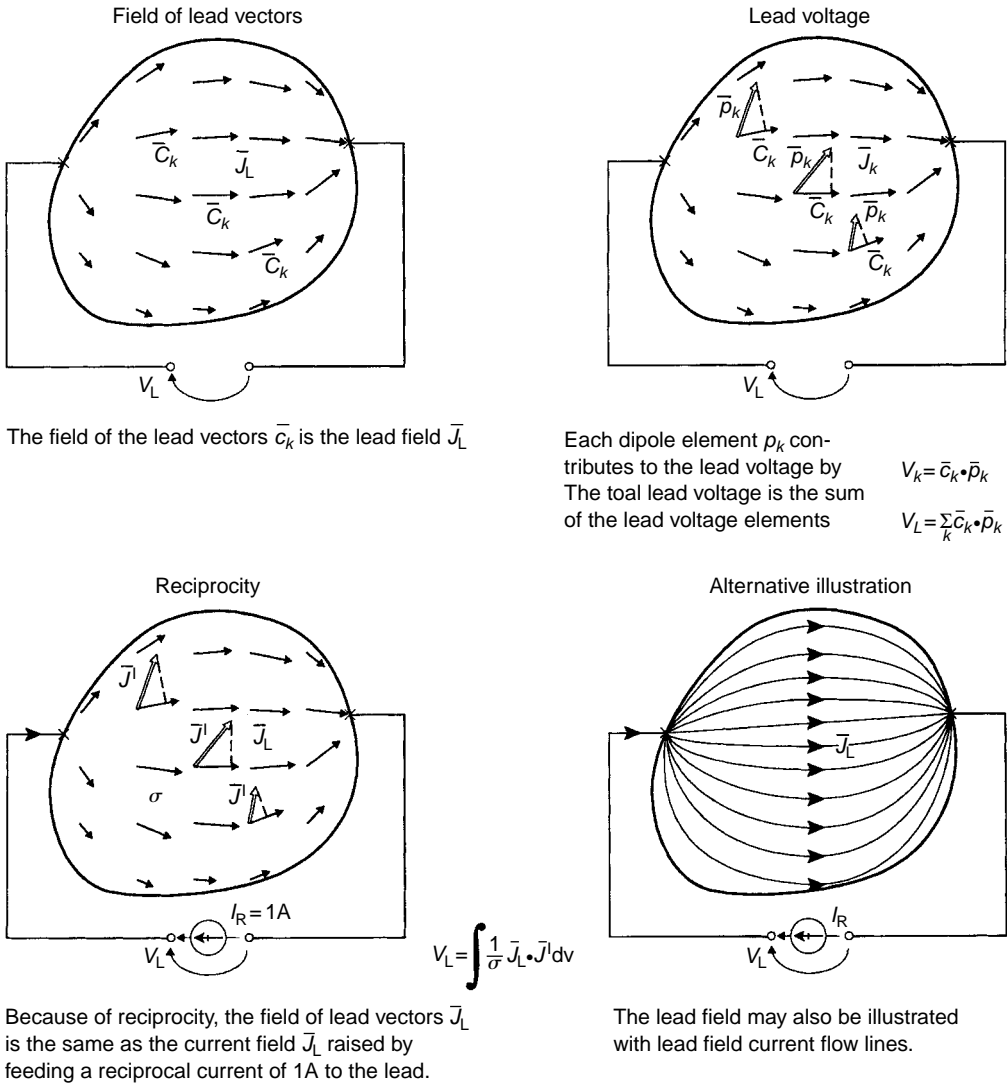 Field of lead vectors
C̅k
J̅L
C̅k
C̅k
VL
The field of the lead vectors c̅k is the lead field J̅L
Lead voltage
p̅k
C̅k
p̅k
J̅k
C̅k
p̅k
C̅k
VL
Each dipole element pk con-
tributes to the lead voltage by
The toal lead voltage is the sum
of the lead voltage elements
Vk = c̅k • p̅k
VL = Σk c̅k • p̅k
Reciprocity
J̅I
J̅I
J̅L
σ
J̅I
IR = 1A
VL
VL = ∫ 1/σ J̅L • J̅I dv
Because of reciprocity, the field of lead vectors J̅L
is the same as the current field J̅L raised by
feeding a reciprocal current of 1A to the lead.
Alternative illustration
J̅L
IR
VL
The lead field may also be illustrated
with lead field current flow lines.